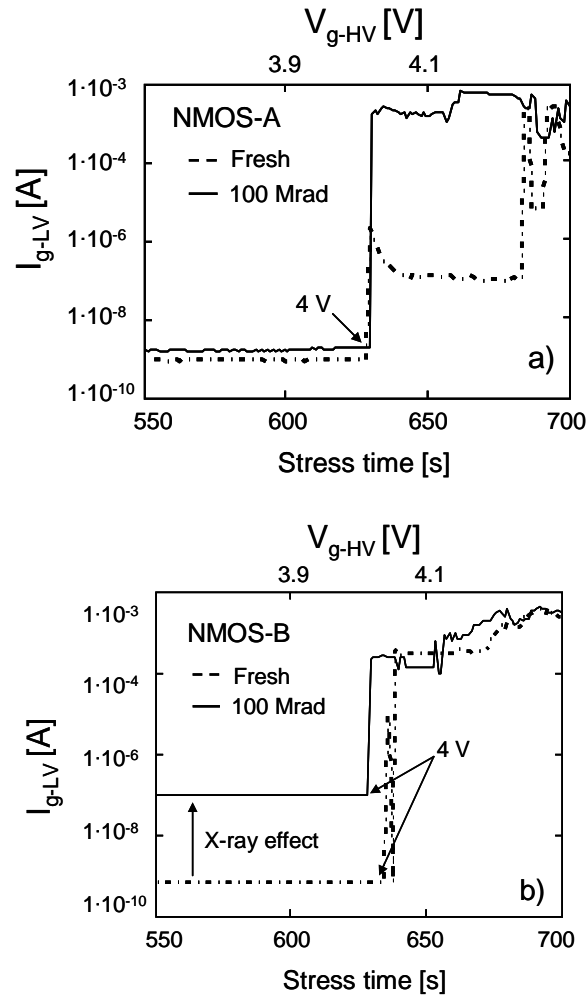 V_g-HV [V]
3.9 4.1
1·10^-3
NMOS-A
Fresh
100 Mrad
1·10^-4
I_g-LV [A]
1·10^-6
4 V
1·10^-8
a)
1·10^-10
550 600 650 700
Stress time [s]
V_g-HV [V]
3.9 4.1
1·10^-3
NMOS-B
Fresh
1·10^-4
100 Mrad
4 V
I_g-LV [A]
1·10^-6
X-ray effect
1·10^-8
b)
1·10^-10
550 600 650 700
Stress time [s]